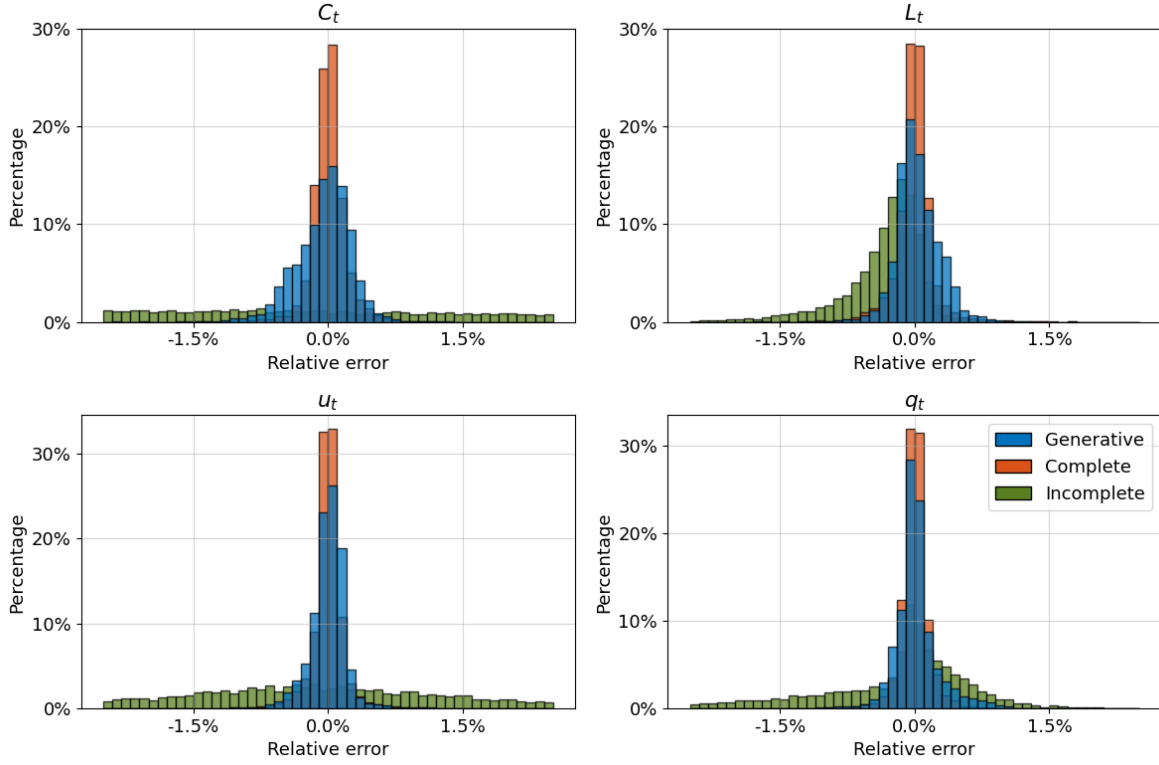 C_t
30%
20%
10%
0%
Percentage
-1.5%
0.0%
1.5%
Relative error
L_t
30%
20%
10%
0%
Percentage
-1.5%
0.0%
1.5%
Relative error
u_t
30%
20%
10%
0%
Percentage
-1.5%
0.0%
1.5%
Relative error
q_t
30%
20%
10%
0%
Percentage
Generative
Complete
Incomplete
-1.5%
0.0%
1.5%
Relative error